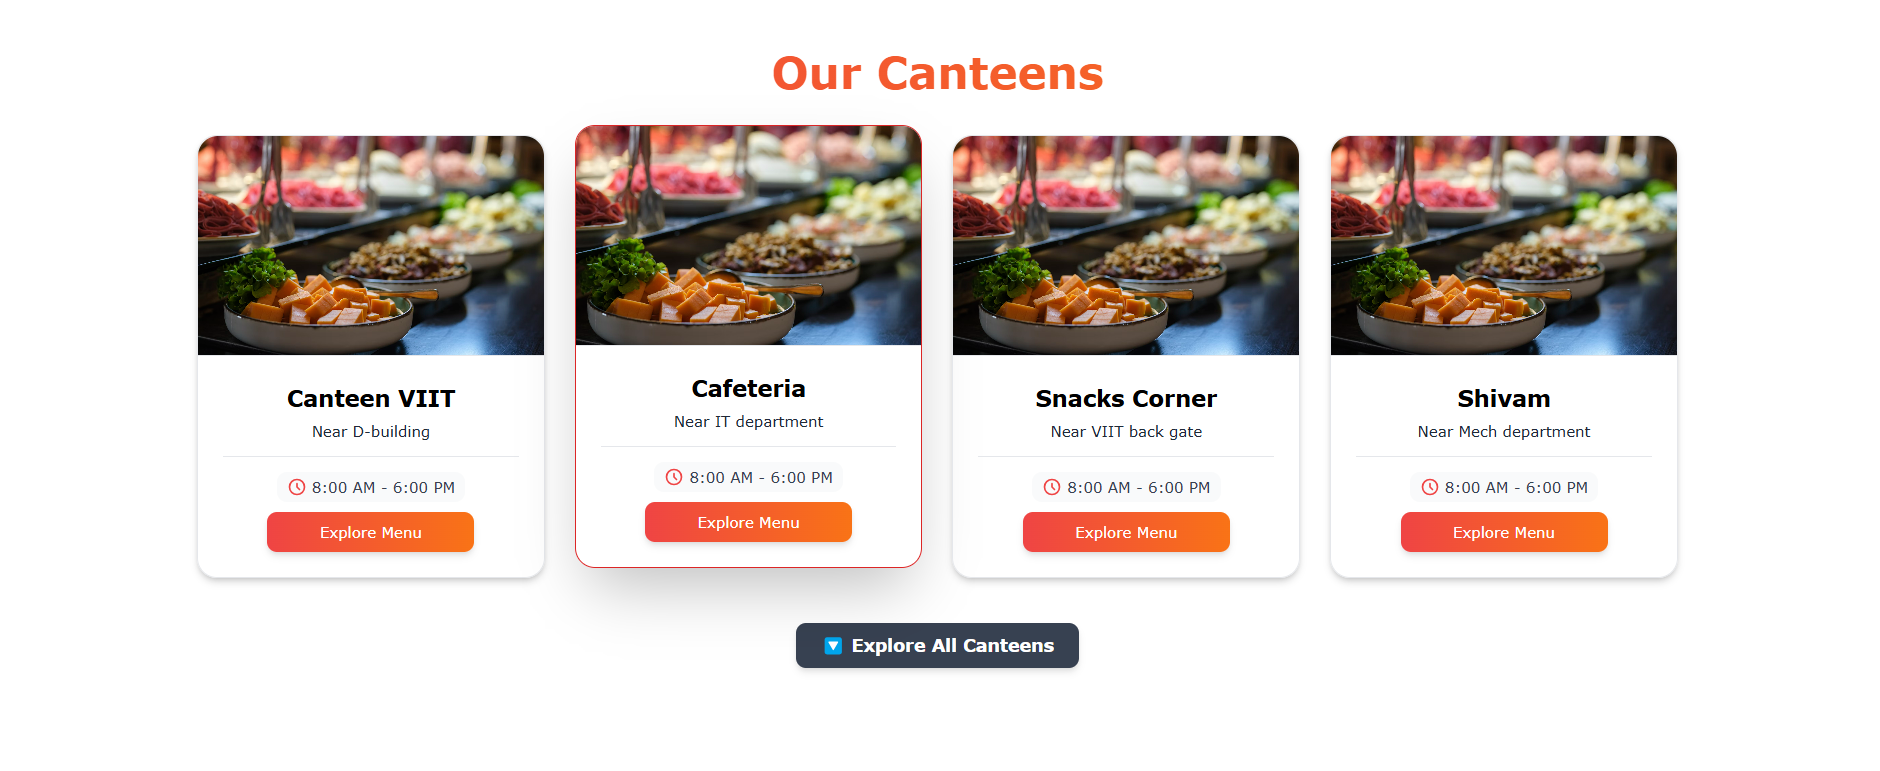 Our Canteens
Canteen VIIT
Near D-building
8:00 AM - 6:00 PM
Explore Menu
Cafeteria
Near IT department
8:00 AM - 6:00 PM
Explore Menu
Snacks Corner
Near VIIT back gate
8:00 AM - 6:00 PM
Explore Menu
Shivam
Near Mech department
8:00 AM - 6:00 PM
Explore Menu
🔽 Explore All Canteens